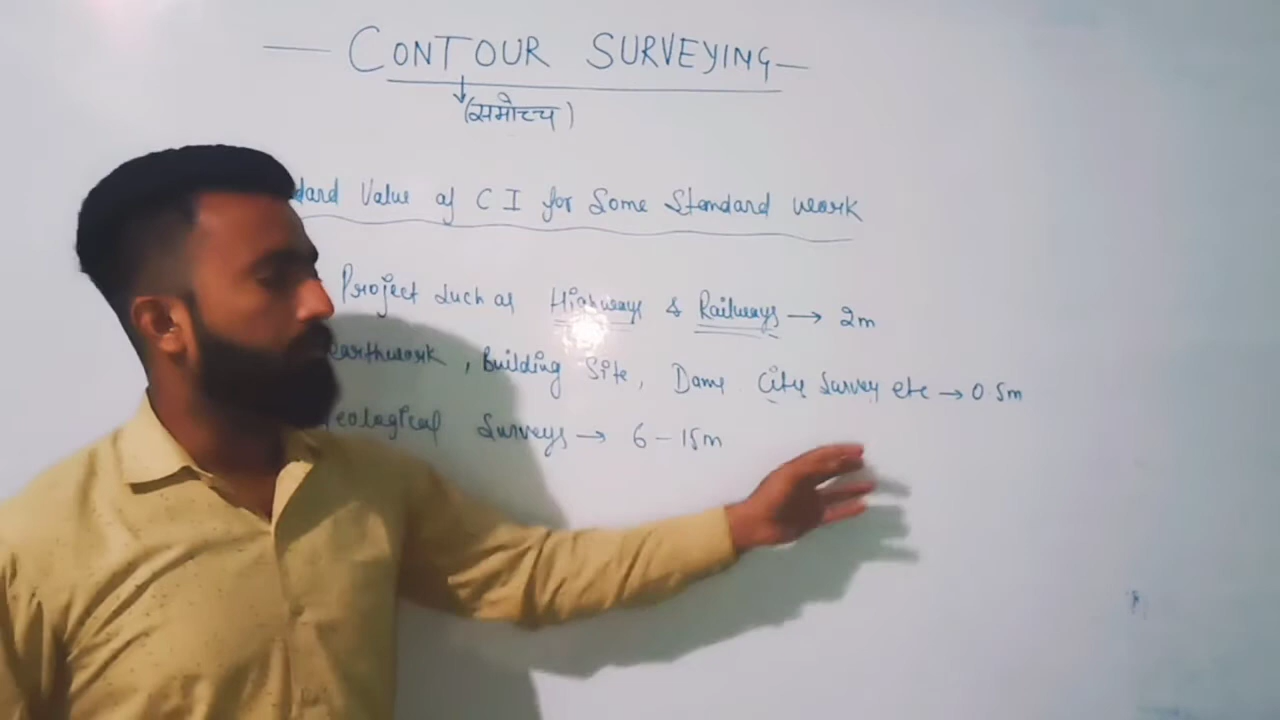 CONTOUR SURVEYING
(समोच्च)
dard Value of C I for Some Standard work
Project such as Highways & Railways → 2m
earthwork, Building Site, Dams City Survey etc → 0 5m
eological Surveys → 6 - 15m